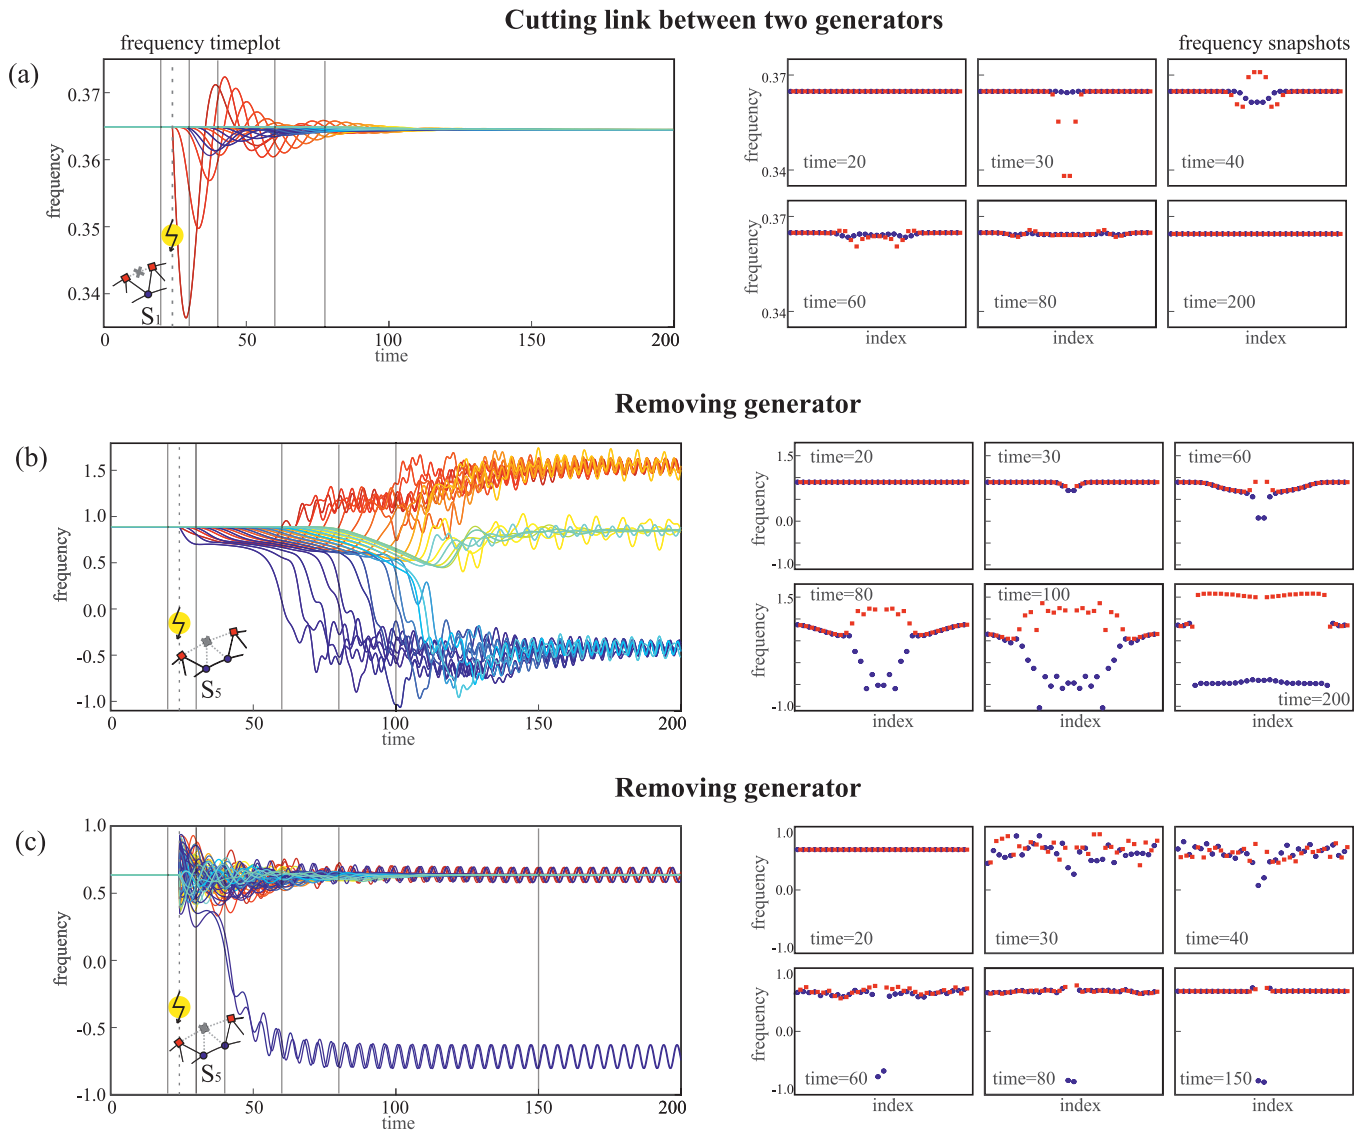 Cutting link between two generators
frequency timeplot
frequency snapshots
(a)
0.37
0.36
0.35
0.34
frequency
S1
0
50
100
150
200
time
0.37
0.34
frequency
time=20
time=30
time=40
0.37
0.34
frequency
time=60
time=80
time=200
index
index
index
Removing generator
(b)
1.5
1.0
0.5
0.0
-0.5
-1.0
frequency
S5
0
50
100
150
200
time
1.5
0.0
-1.0
frequency
time=20
time=30
time=60
1.5
-1.0
frequency
time=80
time=100
time=200
index
index
index
Removing generator
(c)
1.0
0.5
0.0
-0.5
-1.0
frequency
S5
0
50
100
150
200
time
1.0
0.0
-1.0
frequency
time=20
time=30
time=40
1.0
0.0
-1.0
frequency
time=60
time=80
time=150
index
index
index